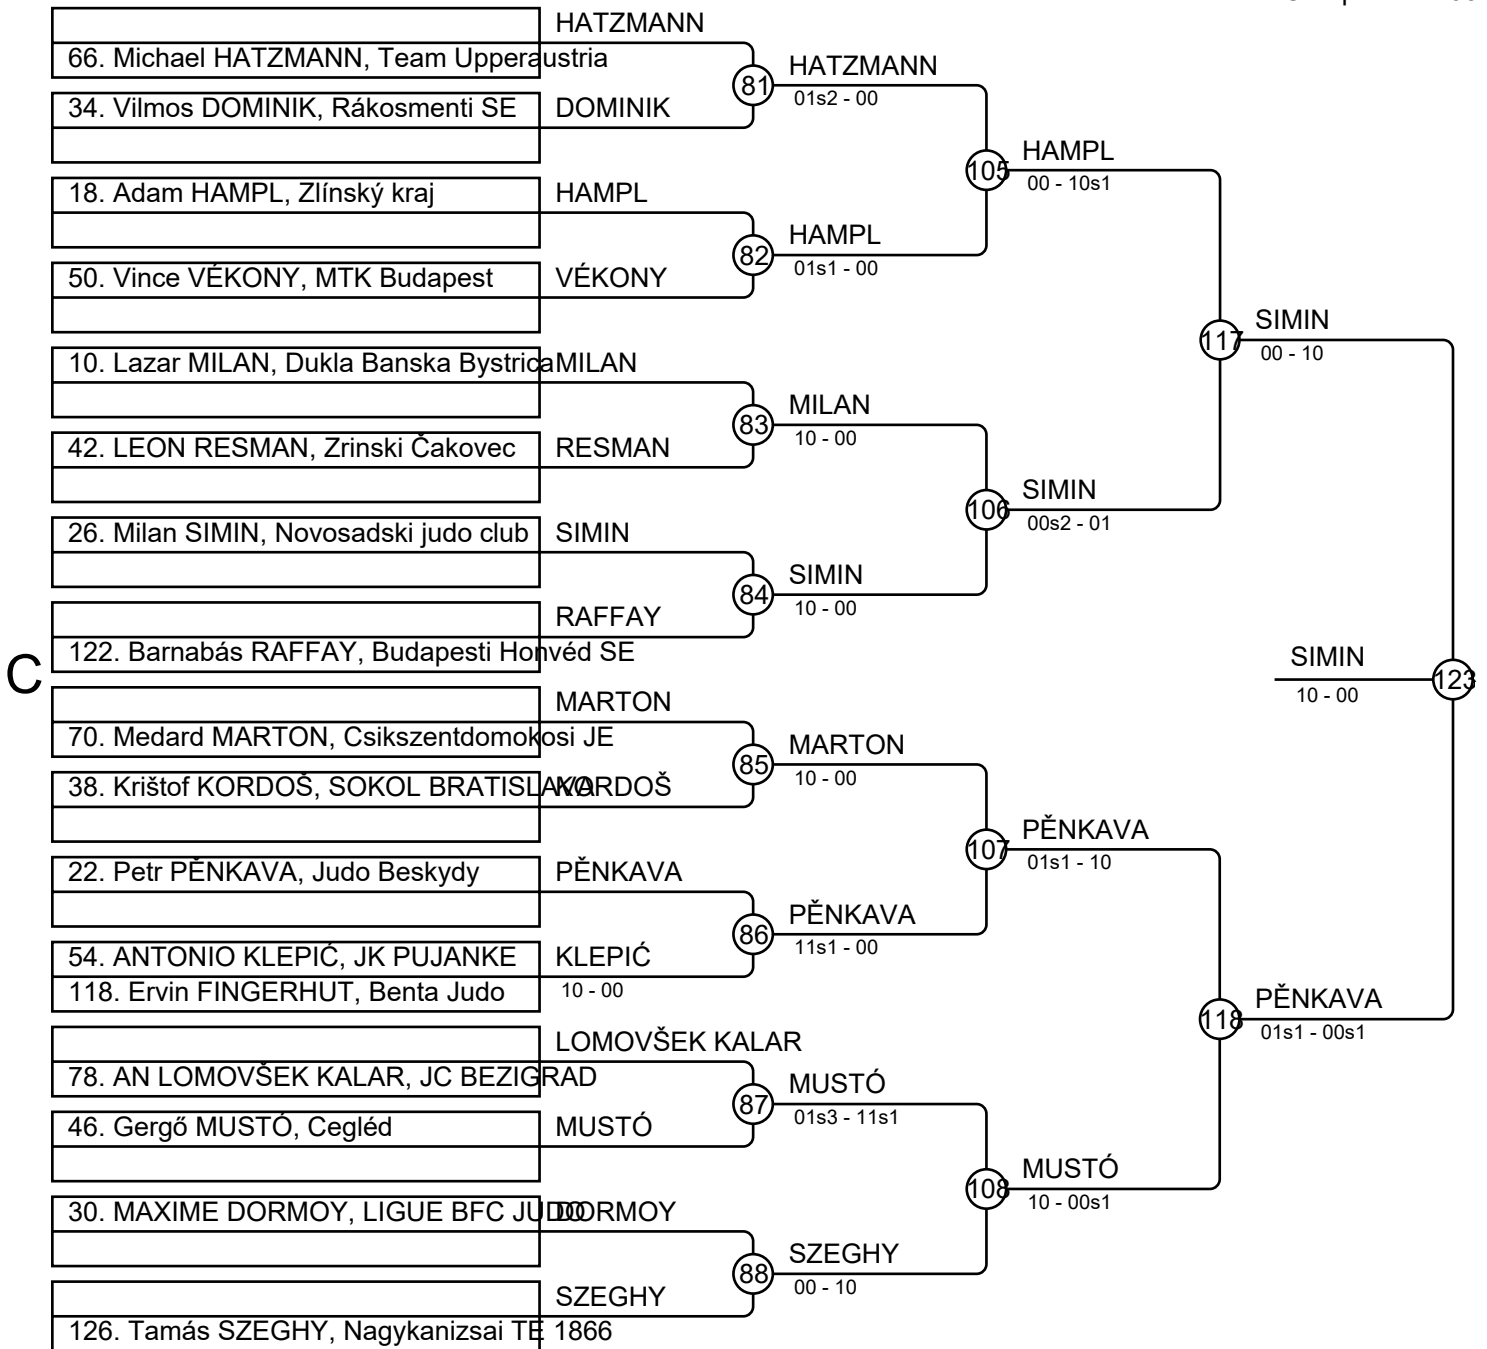 HATZMANN
66. Michael HATZMANN, Team Upperaustria
HATZMANN
81
01s2 - 00
34. Vilmos DOMINIK, Rákosmenti SE
DOMINIK
HAMPL
105
00 - 10s1
18. Adam HAMPL, Zlínský kraj
HAMPL
HAMPL
82
01s1 - 00
50. Vince VÉKONY, MTK Budapest
VÉKONY
SIMIN
117
00 - 10
10. Lazar MILAN, Dukla Banska Bystrica
MILAN
MILAN
83
10 - 00
42. LEON RESMAN, Zrinski Čakovec
RESMAN
SIMIN
106
00s2 - 01
26. Milan SIMIN, Novosadski judo club
SIMIN
SIMIN
84
10 - 00
RAFFAY
122. Barnabás RAFFAY, Budapesti Honvéd SE
C
SIMIN
123
10 - 00
MARTON
70. Medard MARTON, Csikszentdomokosi JE
MARTON
85
10 - 00
38. Krištof KORDOŠ, SOKOL BRATISLAVA
KORDOŠ
PĚNKAVA
107
01s1 - 10
22. Petr PĚNKAVA, Judo Beskydy
PĚNKAVA
PĚNKAVA
86
11s1 - 00
54. ANTONIO KLEPIĆ, JK PUJANKE
KLEPIĆ
118. Ervin FINGERHUT, Benta Judo
10 - 00
PĚNKAVA
118
01s1 - 00s1
LOMOVŠEK KALAR
78. AN LOMOVŠEK KALAR, JC BEZIGRAD
MUSTÓ
87
01s3 - 11s1
46. Gergő MUSTÓ, Cegléd
MUSTÓ
MUSTÓ
108
10 - 00s1
30. MAXIME DORMOY, LIGUE BFC JUDO
DORMOY
SZEGHY
88
00 - 10
SZEGHY
126. Tamás SZEGHY, Nagykanizsai TE 1866